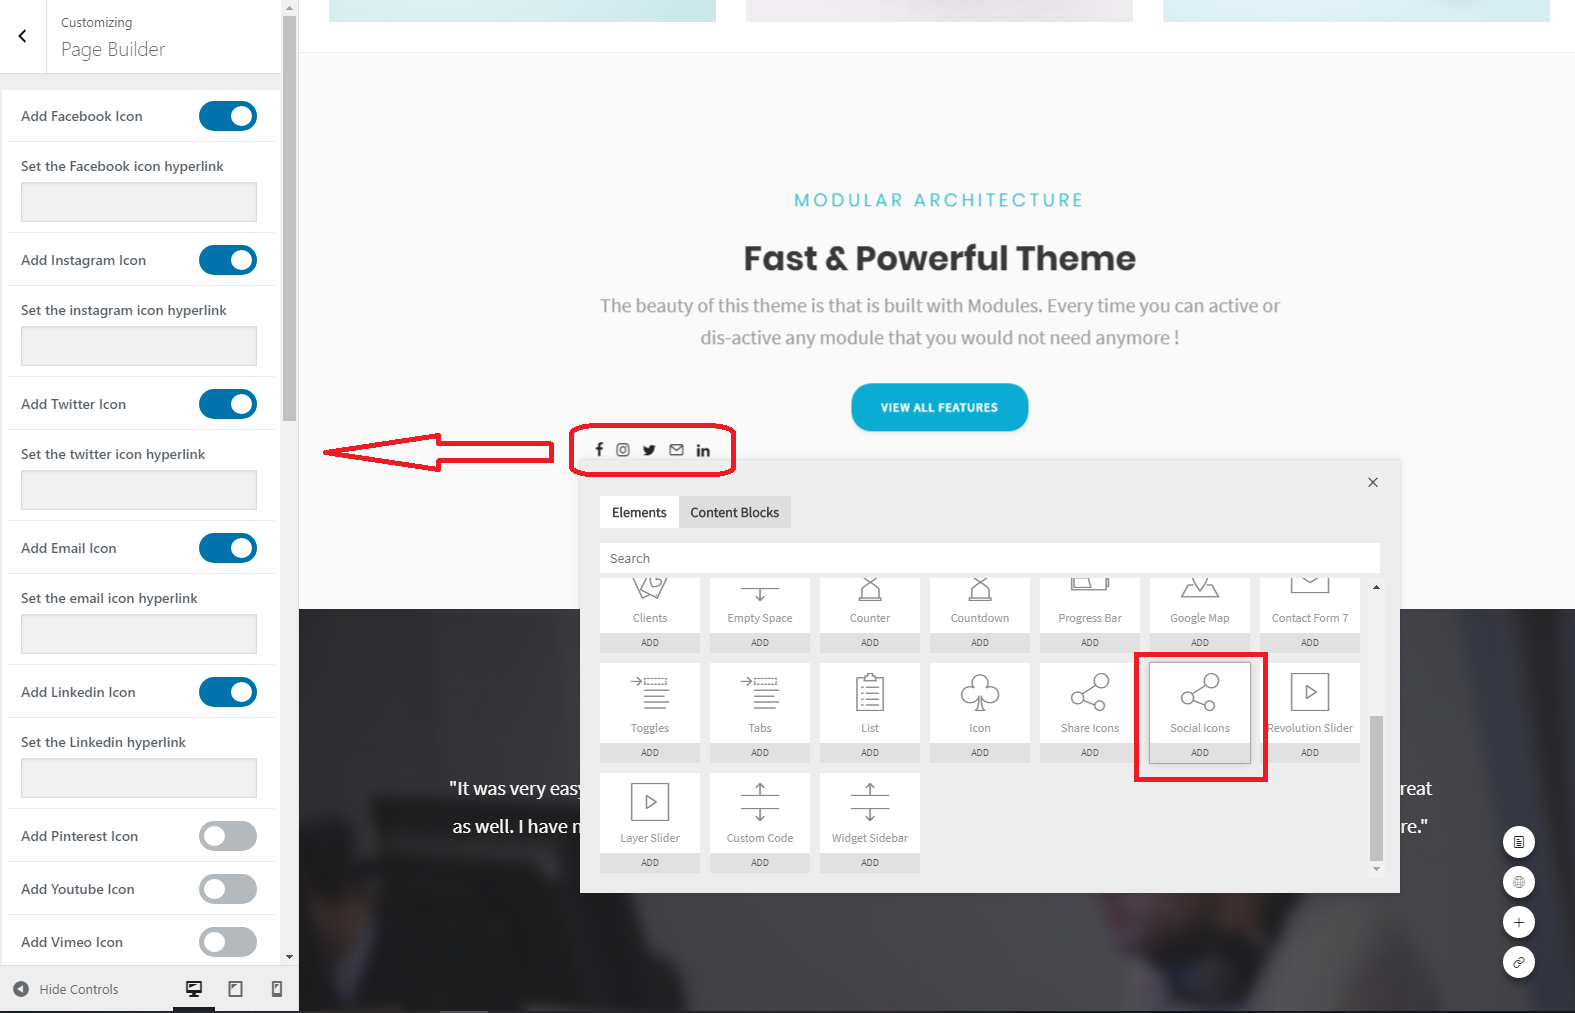 Customizing
Page Builder
Add Facebook Icon
Set the Facebook icon hyperlink
Add Instagram Icon
Set the instagram icon hyperlink
Add Twitter Icon
Set the twitter icon hyperlink
Add Email Icon
Set the email icon hyperlink
Add Linkedin Icon
Set the Linkedin hyperlink
Add Pinterest Icon
Add Youtube Icon
Add Vimeo Icon
Hide Controls
MODULAR ARCHITECTURE
Fast & Powerful Theme
The beauty of this theme is that is built with Modules. Every time you can active or
dis-active any module that you would not need anymore !
VIEW ALL FEATURES
Elements Content Blocks
Search
Clients Empty Space Counter Countdown Progress Bar Google Map Contact Form 7
ADD ADD ADD ADD ADD ADD ADD
Toggles Tabs List Icon Share Icons Social Icons Revolution Slider
ADD ADD ADD ADD ADD ADD ADD
Layer Slider Custom Code Widget Sidebar
ADD ADD ADD
"It was very easy reat
as well. I have re."